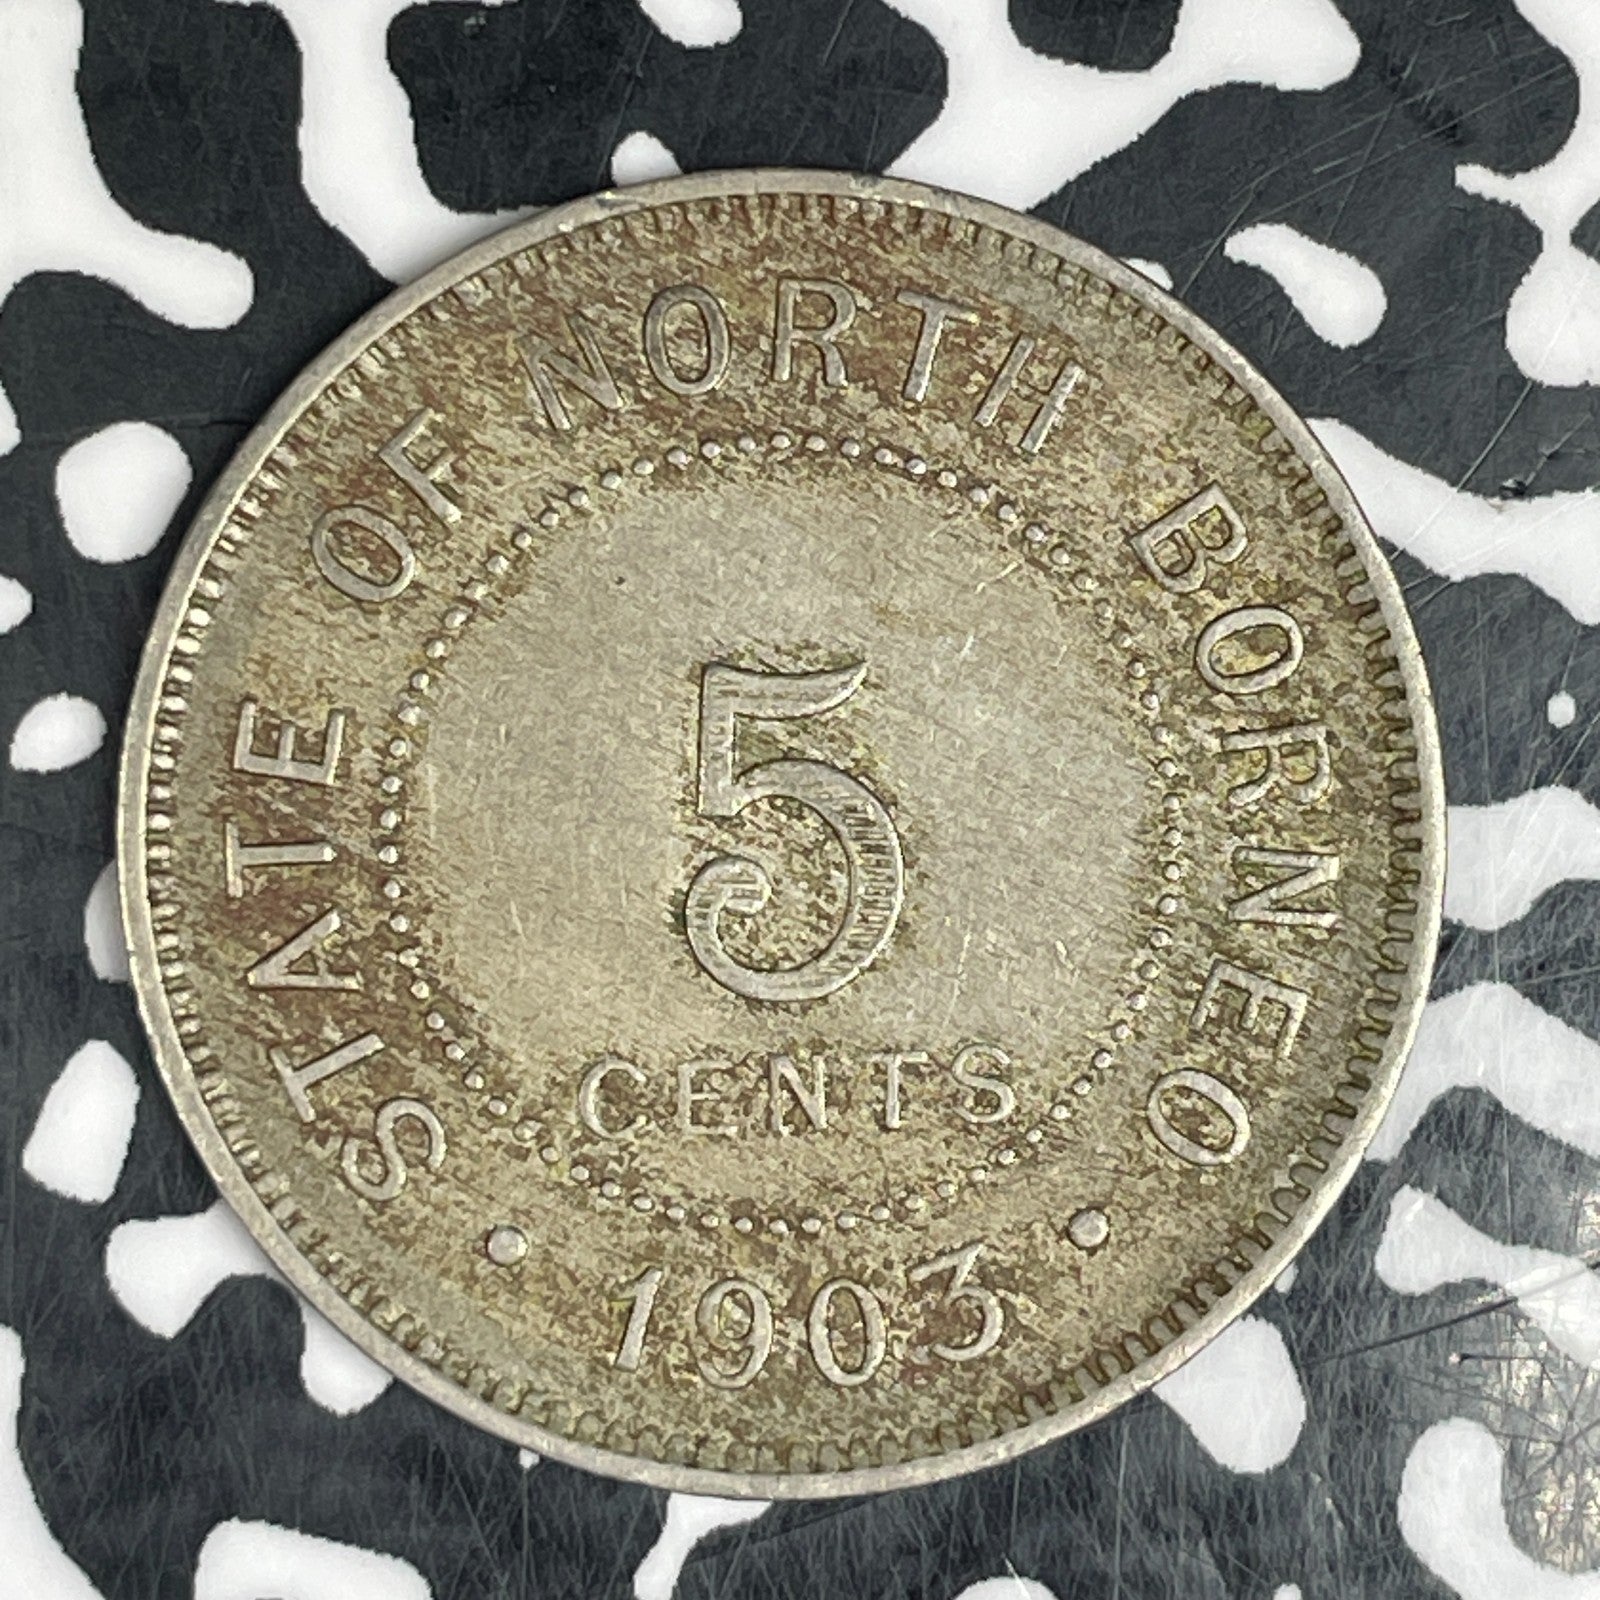 STATE OF NORTH BORNEO
5
CENTS
• 1903 •